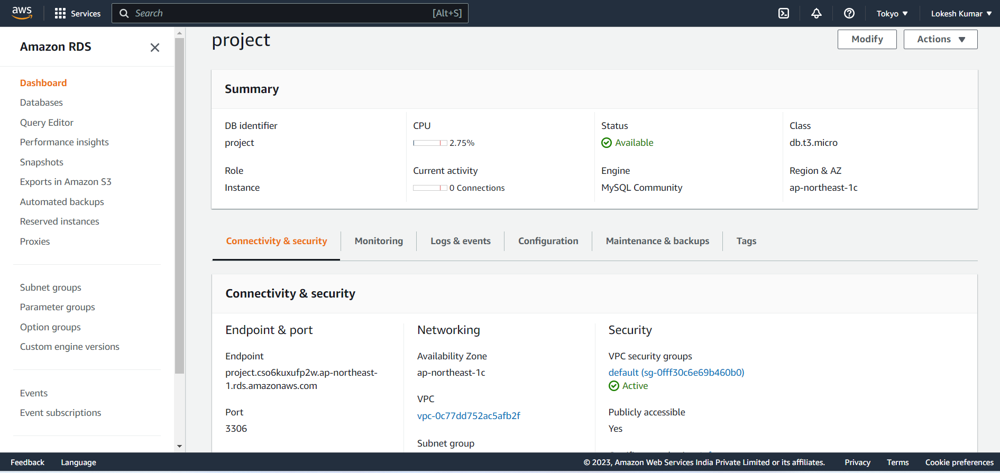 aws
Services
Search
[Alt+S]
Tokyo
Lokesh Kumar
Amazon RDS
Dashboard
Databases
Query Editor
Performance insights
Snapshots
Exports in Amazon S3
Automated backups
Reserved instances
Proxies
Subnet groups
Parameter groups
Option groups
Custom engine versions
Events
Event subscriptions
project
Modify
Actions
Summary
DB identifier
project
CPU
2.75%
Status
Available
Class
db.t3.micro
Role
Instance
Current activity
0 Connections
Engine
MySQL Community
Region & AZ
ap-northeast-1c
Connectivity & security
Monitoring
Logs & events
Configuration
Maintenance & backups
Tags
Connectivity & security
Endpoint & port
Endpoint
project.cso6kuxufp2w.ap-northeast-
1.rds.amazonaws.com
Port
3306
Networking
Availability Zone
ap-northeast-1c
VPC
vpc-0c77dd752ac5afb2f
Subnet group
Security
VPC security groups
default (sg-0fff30c6e69b460b0)
Active
Publicly accessible
Yes
Feedback
Language
© 2023, Amazon Web Services India Private Limited or its affiliates.
Privacy
Terms
Cookie preferences